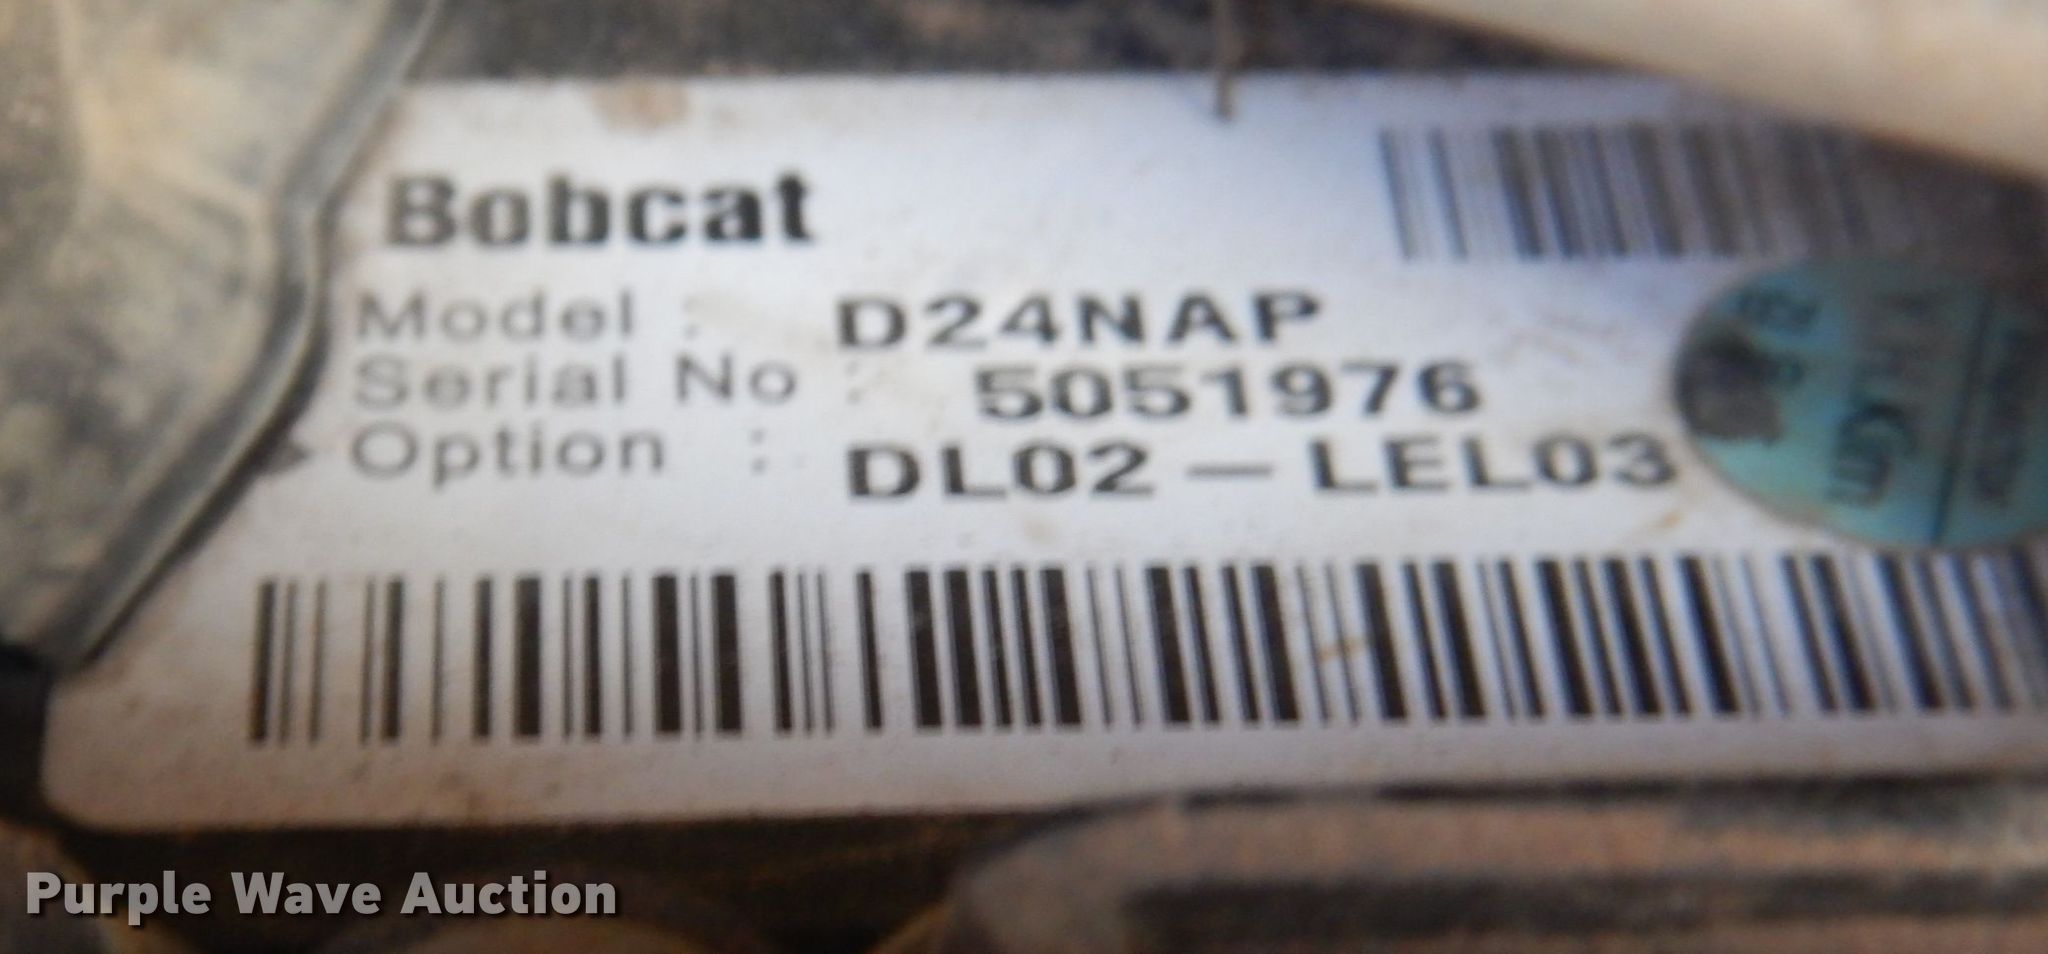 Bobcat
Model : D24NAP
Serial No : 5051976
Option : DL02-LEL03
Purple Wave Auction